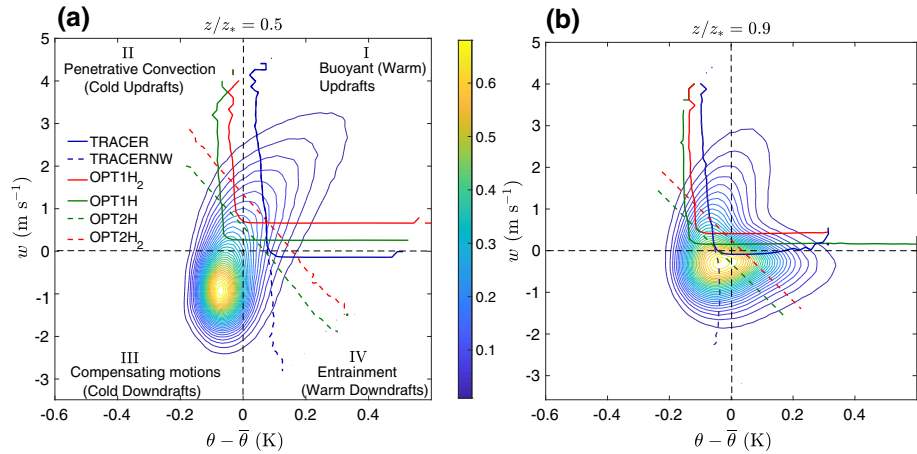 (a)
z/z* = 0.5
II
Penetrative Convection
(Cold Updrafts)
I
Buoyant (Warm)
Updrafts
TRACER
TRACERNW
OPT1H₂
OPT1H
OPT2H
OPT2H₂
III
Compensating motions
(Cold Downdrafts)
IV
Entrainment
(Warm Downdrafts)
5
4
3
2
1
0
-1
-2
-3
w (m s⁻¹)
-0.6
-0.4
-0.2
0
0.2
0.4
θ − θ̅ (K)
0.6
0.5
0.4
0.3
0.2
0.1
(b)
z/z* = 0.9
5
4
3
2
1
0
-1
-2
-3
w (m s⁻¹)
-0.6
-0.4
-0.2
0
0.2
0.4
θ − θ̅ (K)